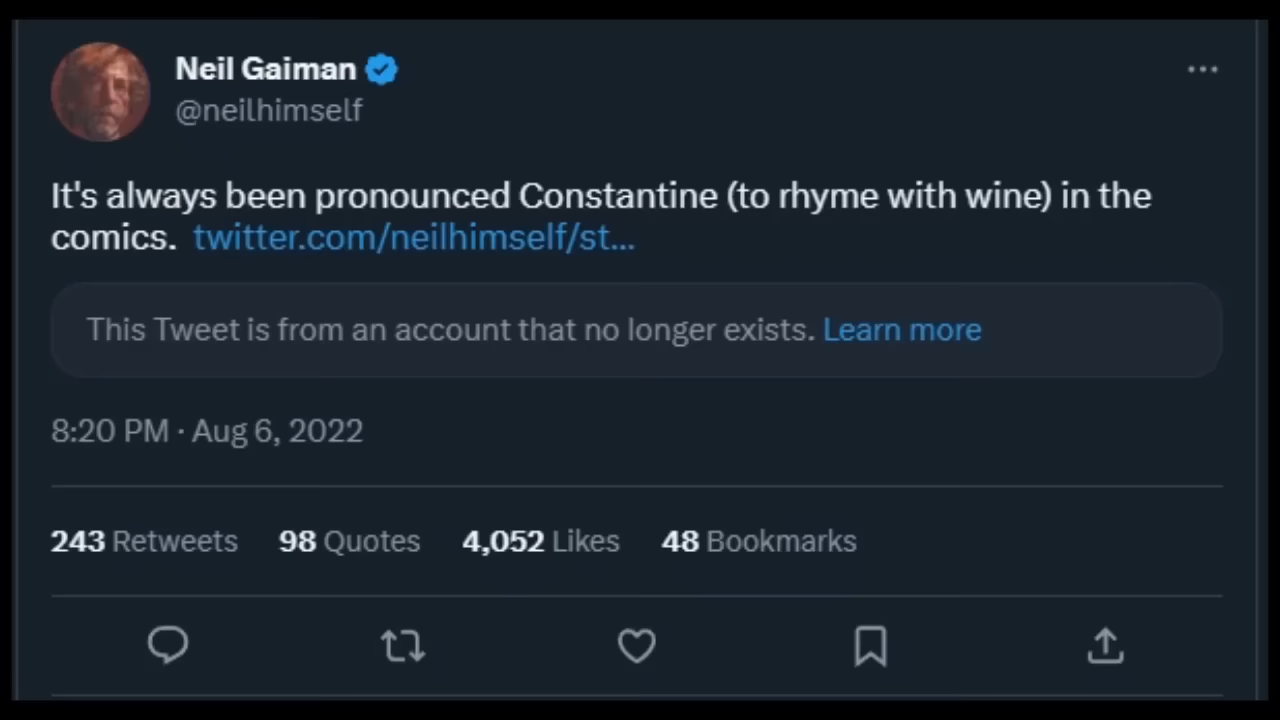 Neil Gaiman
@neilhimself
It's always been pronounced Constantine (to rhyme with wine) in the
comics. twitter.com/neilhimself/st...
This Tweet is from an account that no longer exists. Learn more
8:20 PM · Aug 6, 2022
243 Retweets 98 Quotes 4,052 Likes 48 Bookmarks